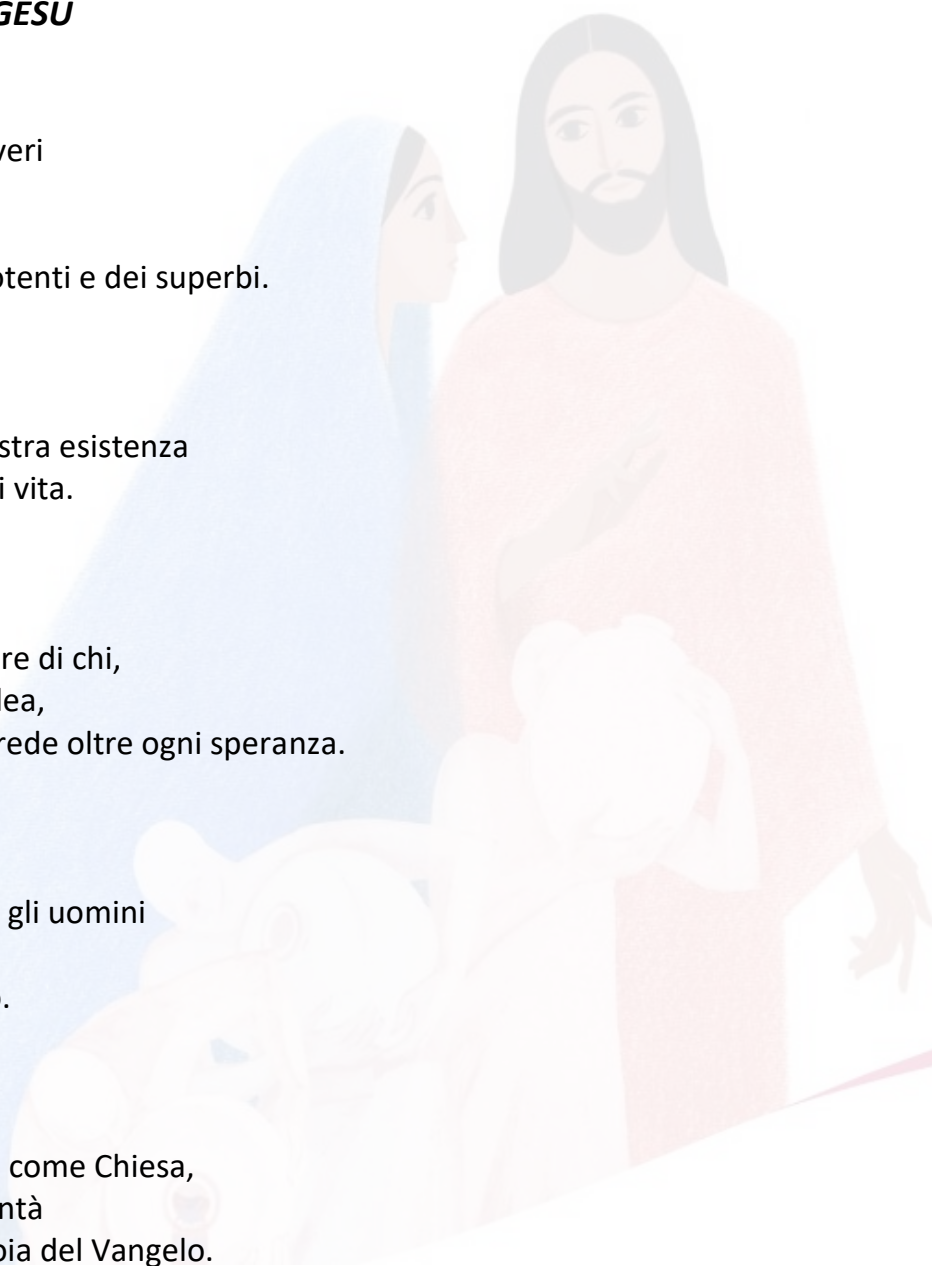 GESU
veri
otenti e dei superbi.
stra esistenza
i vita.
re di chi,
lea,
rede oltre ogni speranza.
gli uomini
o.
come Chiesa,
ntà
oia del Vangelo.